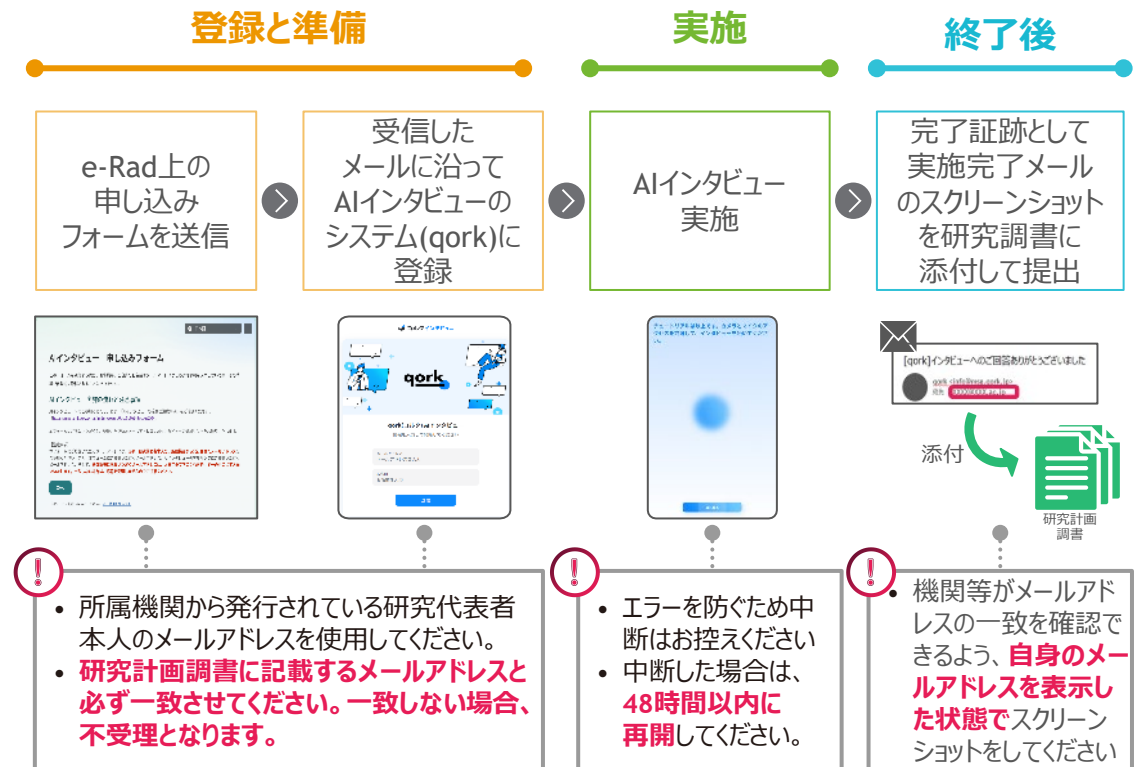 登録と準備
実施
終了後
e-Rad上の
申し込み
フォームを送信
受信した
メールに沿って
AIインタビューの
システム(qork)に
登録
AIインタビュー
実施
完了証跡として
実施完了メール
のスクリーンショット
を研究調書に
添付して提出
AIインタビュー 申し込みフォーム
qork
[qork]インタビューへのご回答ありがとうございました
添付
研究計画
調書
• 所属機関から発行されている研究代表者
本人のメールアドレスを使用してください。
• 研究計画調書に記載するメールアドレスと
必ず一致させてください。一致しない場合、
不受理となります。
• エラーを防ぐため中
断はお控えください
• 中断した場合は、
48時間以内に
再開してください。
• 機関等がメールアド
レスの一致を確認で
きるよう、自身のメー
ルアドレスを表示し
た状態でスクリーン
ショットをしてください